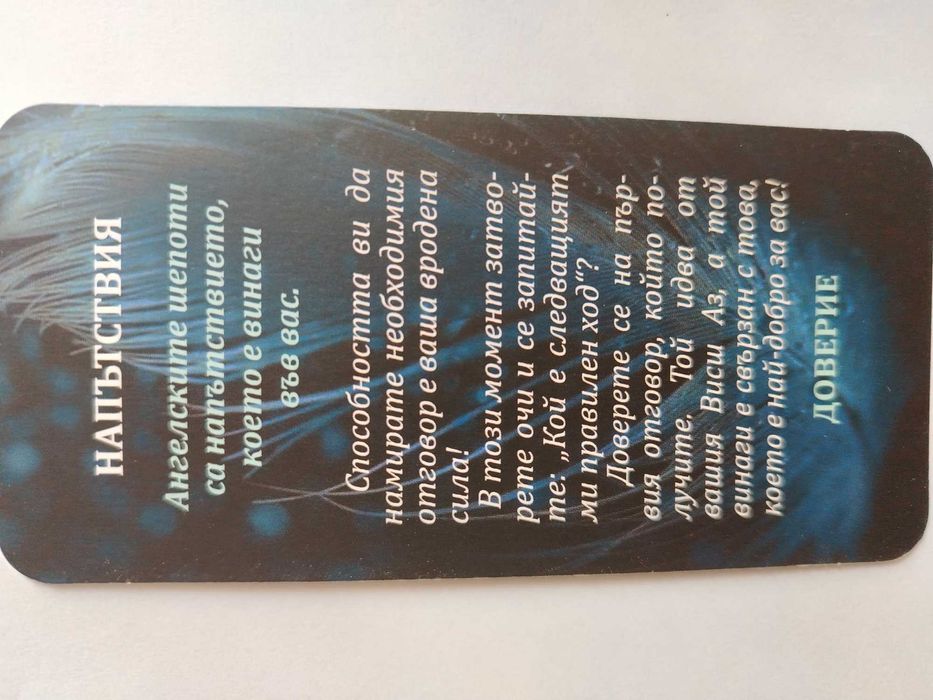 НАПЪТСТВИЯ
Ангелските шепоти
са напътствието,
което е винаги
във вас.
Способността ви да
намирате необходимия
отговор е ваша вродена
сила!
В този момент затво-
рете очи и се запитай-
те: „Кой е следващият
ми правилен ход“?
Доверете се на пър-
вия отговор, който по-
лучите. Той идва от
вашия Висш Аз, а той
винаги е свързан с това,
което е най-добро за вас!
ДОВЕРИЕ